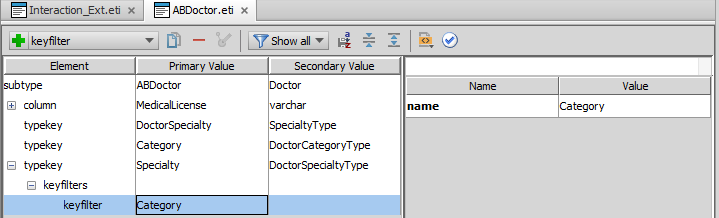 Interaction_Ext.eti ABDoctor.eti
keyfilter Show all
Element Primary Value Secondary Value
subtype ABDoctor Doctor
column MedicalLicense varchar
typekey DoctorSpecialty SpecialtyType
typekey Category DoctorCategoryType
typekey Specialty DoctorSpecialtyType
keyfilters
keyfilter Category
Name Value
name Category